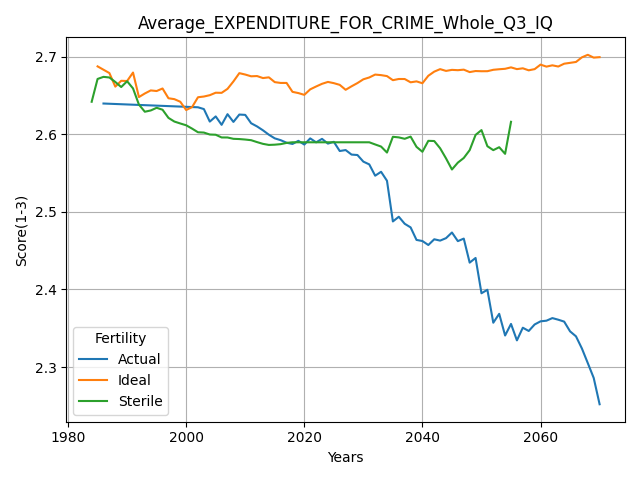 Average_EXPENDITURE_FOR_CRIME_Whole_Q3_IQ
2.7
2.6
2.5
2.4
2.3
Score(1-3)
Fertility
Actual
Ideal
Sterile
1980 2000 2020 2040 2060
Years